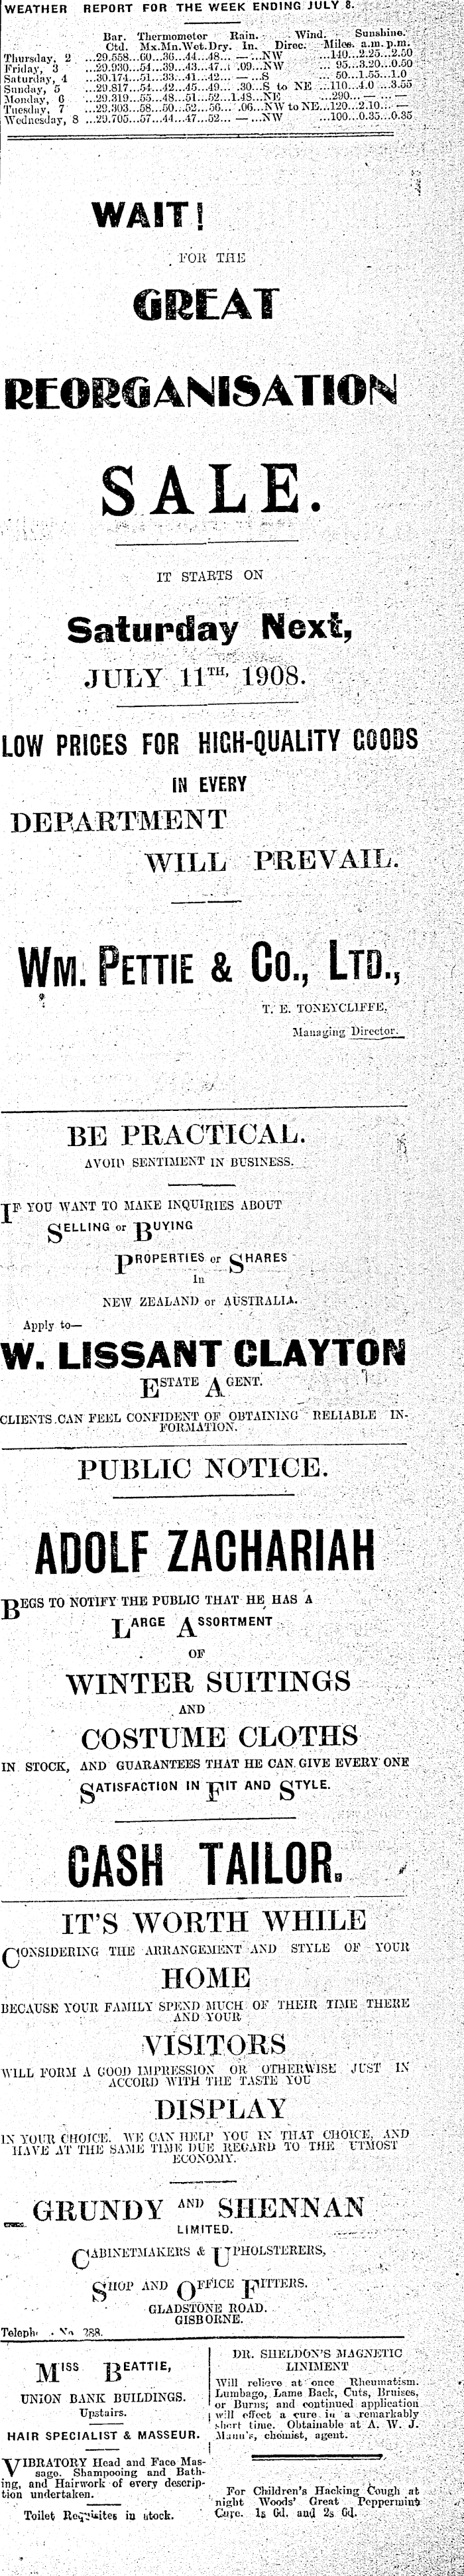 WEATHER REPORT FOR THE WEEK ENDING JULY 8.
Bar. Thermometer Rain. Wind. Sunshine.
Ctd. Mx.Mn.Wet.Dry. In. Direc. Miles. a.m. p.m.
Thursday, 2 ...29.558...60...36...44...48... — ...NW ...140...2.25...2.50
Friday, 3 ...29.930...54...39...43...47... .09...NW ... 95...3.20...0.50
Saturday, 4 ...30.174...51...33...41...42... — ...S ... 50...1.55...1.0
Sunday, 5 ...29.817...54...42...45...49... .30...S to NE ...110...4.0 ...3.55
Monday, 6 ...29.319...55...48...51...52...1.48...NE ...290... — ... —
Tuesday, 7 ...29.303...58...50...52...56... .06...NW to NE...120...2.10... —
Wednesday, 8 ...29.705...57...44...47...52... — ...NW ...100...0.35...0.35
WAIT!
FOR THE
GREAT
REORGANISATION
SALE.
IT STARTS ON
Saturday Next,
JULY 11TH, 1908.
LOW PRICES FOR HIGH-QUALITY GOODS
IN EVERY
DEPARTMENT
WILL PREVAIL.
WM. PETTIE & CO., LTD.,
T. E. TONEYCLIFFE,
Managing Director.
BE PRACTICAL.
AVOID SENTIMENT IN BUSINESS.
IF YOU WANT TO MAKE INQUIRIES ABOUT
SELLING or BUYING
PROPERTIES or SHARES
In
NEW ZEALAND or AUSTRALIA.
Apply to—
W. LISSANT CLAYTON
ESTATE AGENT.
CLIENTS CAN FEEL CONFIDENT OF OBTAINING RELIABLE IN-
FORMATION.
PUBLIC NOTICE.
ADOLF ZACHARIAH
BEGS TO NOTIFY THE PUBLIC THAT HE HAS A
LARGE ASSORTMENT
OF
WINTER SUITINGS
AND
COSTUME CLOTHS
IN STOCK, AND GUARANTEES THAT HE CAN GIVE EVERY ONE
SATISFACTION IN FIT AND STYLE.
CASH TAILOR.
IT'S WORTH WHILE
CONSIDERING THE ARRANGEMENT AND STYLE OF YOUR
HOME
BECAUSE YOUR FAMILY SPEND MUCH OF THEIR TIME THERE
AND YOUR
VISITORS
WILL FORM A GOOD IMPRESSION OR OTHERWISE JUST IN
ACCORD WITH THE TASTE YOU
DISPLAY
IN YOUR CHOICE. WE CAN HELP YOU IN THAT CHOICE, AND
HAVE AT THE SAME TIME DUE REGARD TO THE UTMOST
ECONOMY.
GRUNDY AND SHENNAN
LIMITED.
CABINETMAKERS & UPHOLSTERERS,
SHOP AND OFFICE FITTERS.
GLADSTONE ROAD.
GISBORNE.
No 288.
MISS BEATTIE,
UNION BANK BUILDINGS.
Upstairs.
HAIR SPECIALIST & MASSEUR.
VIBRATORY Head and Face Mas-
sage. Shampooing and Bath-
ing, and Hairwork of every descrip-
tion undertaken.
Toilet Requisites in stock.
DR. SHELDON'S MAGNETIC
LINIMENT
Will relieve at once Rheumatism.
Lumbago, Lame Back, Cuts, Bruises,
or Burns; and continued application
will effect a cure in a remarkably
short time. Obtainable at A. W. J.
Mann's, chemist, agent.
For Children's Hacking Cough at
night Woods' Great Peppermint
Cure. 1s 6d. and 2s 6d.